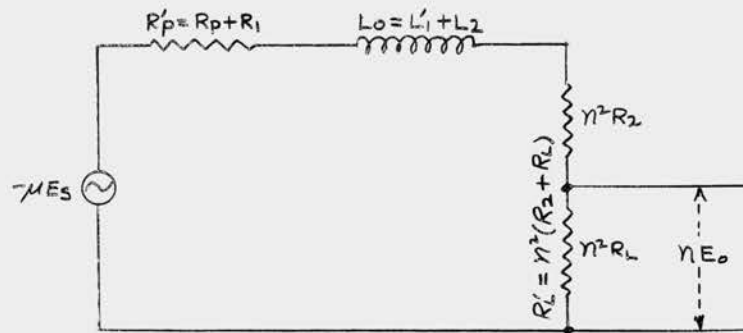 R'p = Rp + R1
Lo = L'1 + L2
n²R2
-μEs
R'L = n²(R2 + RL)
n²RL
nEo